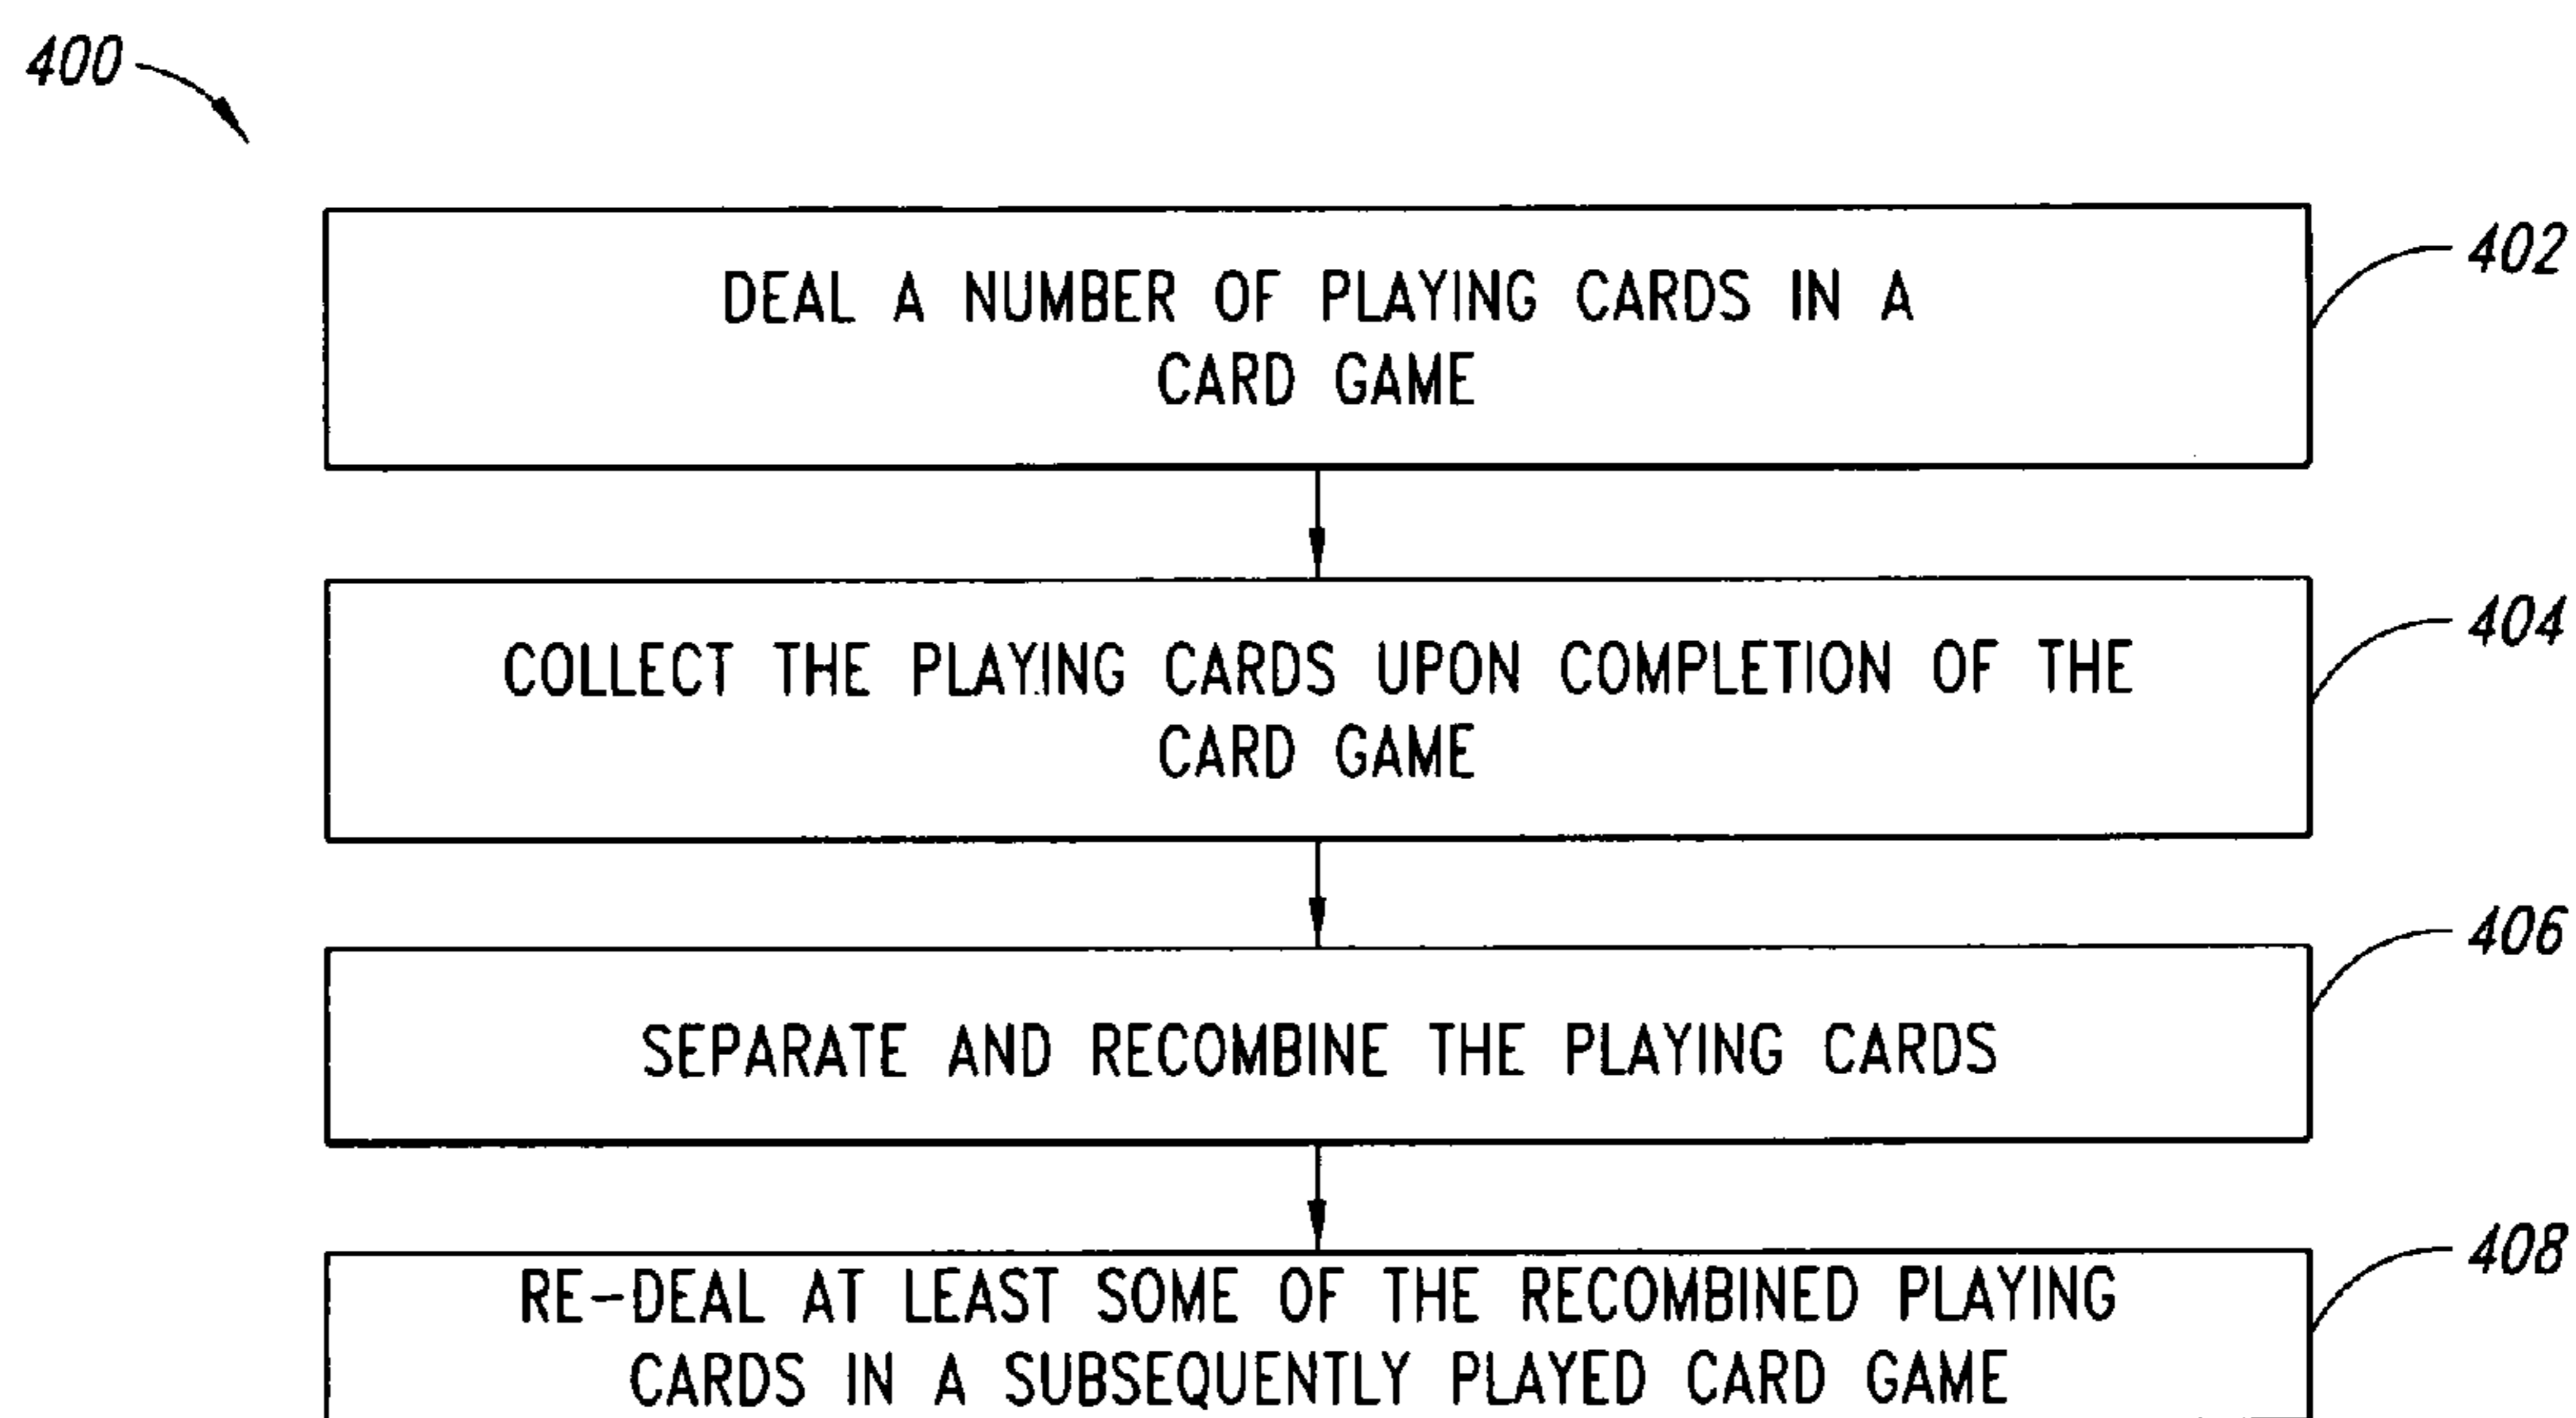 400
DEAL A NUMBER OF PLAYING CARDS IN A
CARD GAME
402
COLLECT THE PLAYING CARDS UPON COMPLETION OF THE
CARD GAME
404
SEPARATE AND RECOMBINE THE PLAYING CARDS
406
RE-DEAL AT LEAST SOME OF THE RECOMBINED PLAYING
CARDS IN A SUBSEQUENTLY PLAYED CARD GAME
408